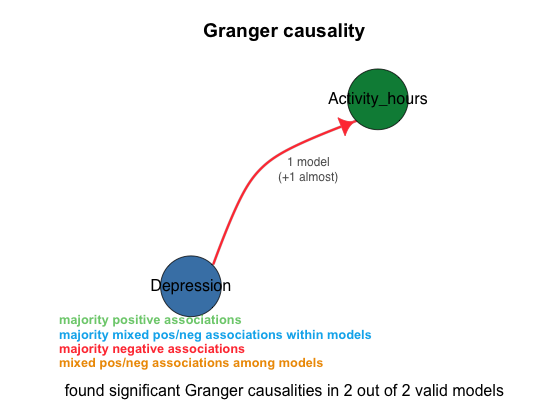 Granger causality
Activity_hours
1 model
(+1 almost)
Depression
majority positive associations
majority mixed pos/neg associations within models
majority negative associations
mixed pos/neg associations among models
found significant Granger causalities in 2 out of 2 valid models